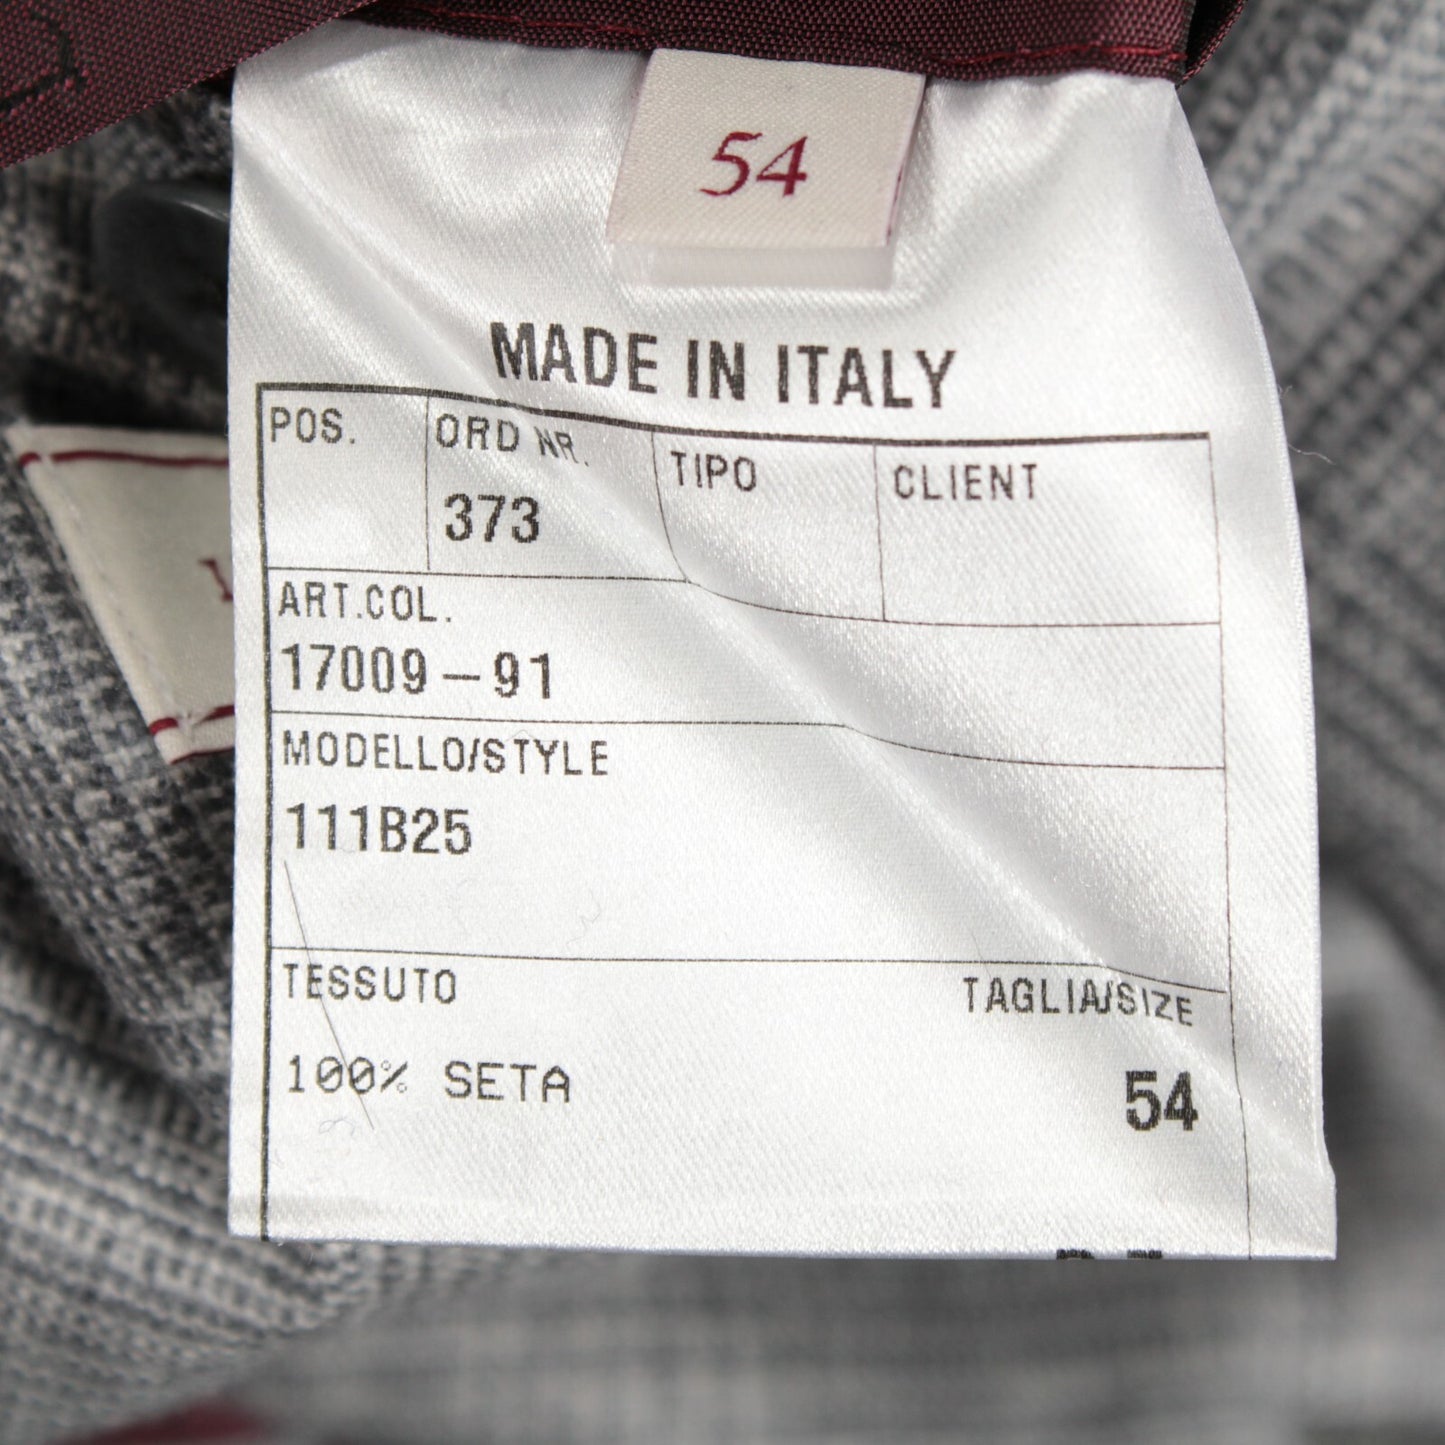 54
MADE IN ITALY
POS. ORD NR. TIPO CLIENT
373
ART.COL.
17009-91
MODELLO/STYLE
111B25
TESSUTO TAGLIA/SIZE
100% SETA 54